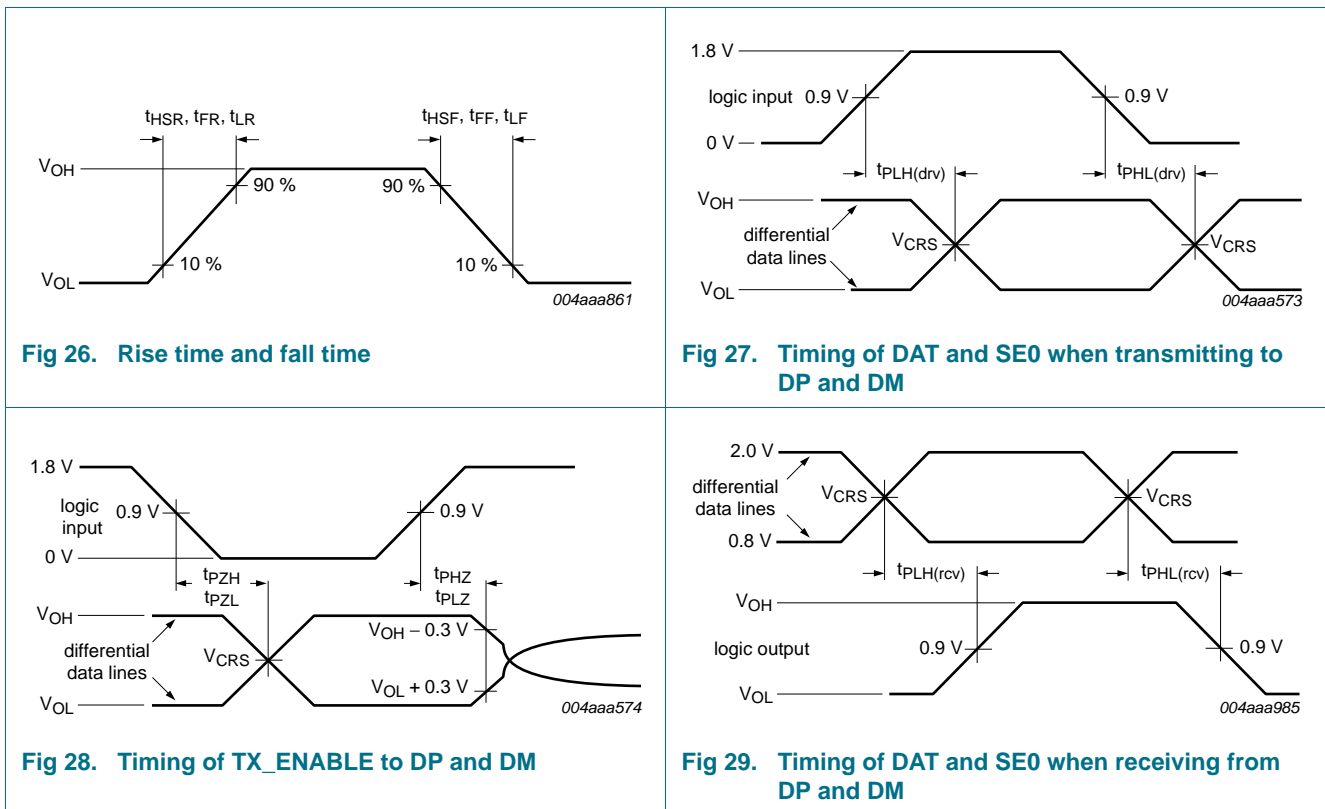 tHSR, tFR, tLR
tHSF, tFF, tLF
VOH
90 %
90 %
10 %
10 %
VOL
004aaa861
Fig 26. Rise time and fall time
1.8 V
logic input
0.9 V
0.9 V
0 V
tPLH(drv)
tPHL(drv)
VOH
differential
data lines
VCRS
VCRS
VOL
004aaa573
Fig 27. Timing of DAT and SE0 when transmitting to
DP and DM
1.8 V
logic
input
0.9 V
0.9 V
0 V
tPZH
tPZL
tPHZ
tPLZ
VOH
VOH − 0.3 V
differential
data lines
VCRS
VOL + 0.3 V
VOL
004aaa574
Fig 28. Timing of TX_ENABLE to DP and DM
2.0 V
differential
data lines
VCRS
VCRS
0.8 V
tPLH(rcv)
tPHL(rcv)
VOH
logic output
0.9 V
0.9 V
VOL
004aaa985
Fig 29. Timing of DAT and SE0 when receiving from
DP and DM